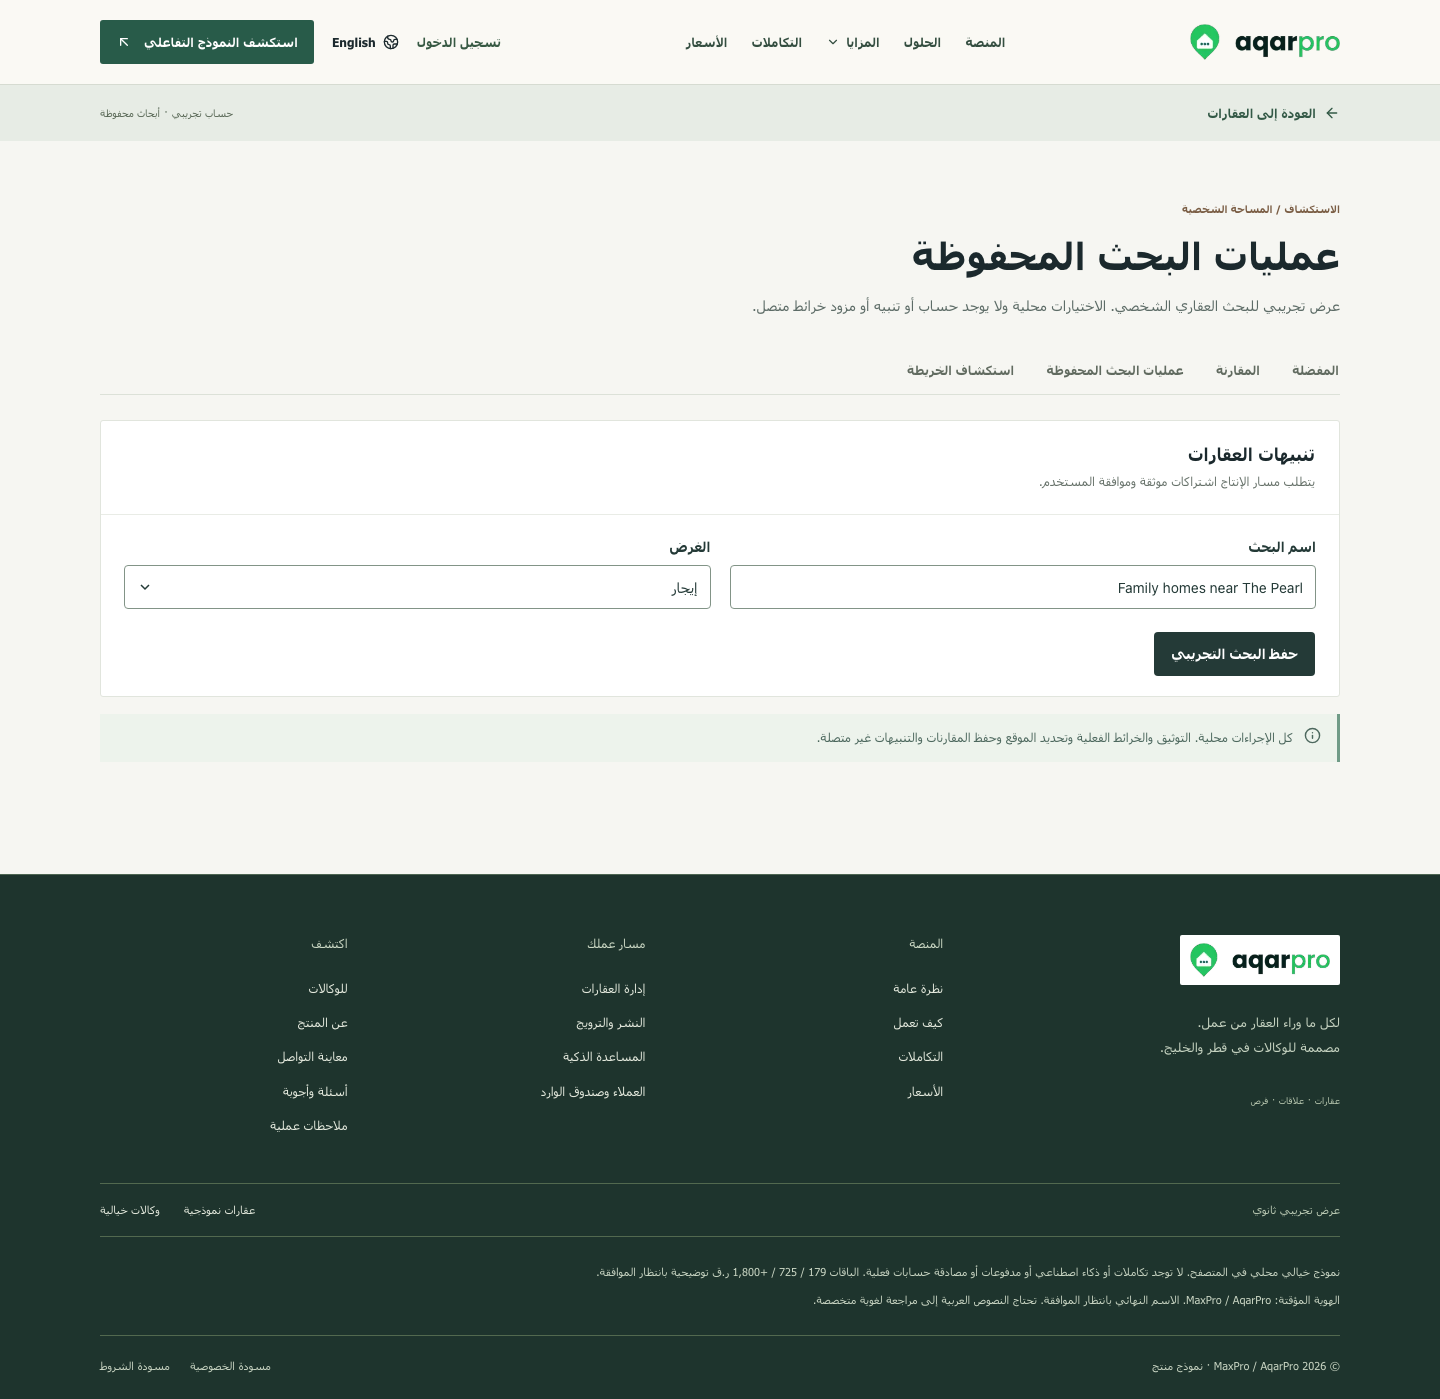 aqarpro
المنصة
الحلول
المزايا
التكاملات
الأسعار
تسجيل الدخول
English
استكشف النموذج التفاعلي
العودة إلى العقارات
حساب تجريبي · أبحاث محفوظة
الاستكشاف / المساحة الشخصية
عمليات البحث المحفوظة
عرض تجريبي للبحث العقاري الشخصي. الاختيارات محلية ولا يوجد حساب أو تنبيه أو مزود خرائط متصل.
المفضلة
المقارنة
عمليات البحث المحفوظة
استكشاف الخريطة
تنبيهات العقارات
يتطلب مسار الإنتاج اشتراكات موثقة وموافقة المستخدم.
اسم البحث
Family homes near The Pearl
الغرض
إيجار
حفظ البحث التجريبي
كل الإجراءات محلية. التوثيق والخرائط الفعلية وتحديد الموقع وحفظ المقارنات والتنبيهات غير متصلة.
aqarpro
لكل ما وراء العقار من عمل.
مصممة للوكالات في قطر والخليج.
عقارات · علاقات · فرص
المنصة
نظرة عامة
كيف تعمل
التكاملات
الأسعار
مسار عملك
إدارة العقارات
النشر والترويج
المساعدة الذكية
العملاء وصندوق الوارد
اكتشف
للوكالات
عن المنتج
معاينة التواصل
أسئلة وأجوبة
ملاحظات عملية
عرض تجريبي ثانوي
عقارات نموذجية
وكالات خيالية
نموذج خيالي محلي في المتصفح. لا توجد تكاملات أو ذكاء اصطناعي أو مدفوعات أو مصادقة حسابات فعلية. الباقات 179 / 725 / +1,800 ر.ق توضيحية بانتظار الموافقة.
الهوية المؤقتة: MaxPro / AqarPro. الاسم النهائي بانتظار الموافقة. تحتاج النصوص العربية إلى مراجعة لغوية متخصصة.
© 2026 MaxPro / AqarPro · نموذج منتج
مسودة الخصوصية
مسودة الشروط